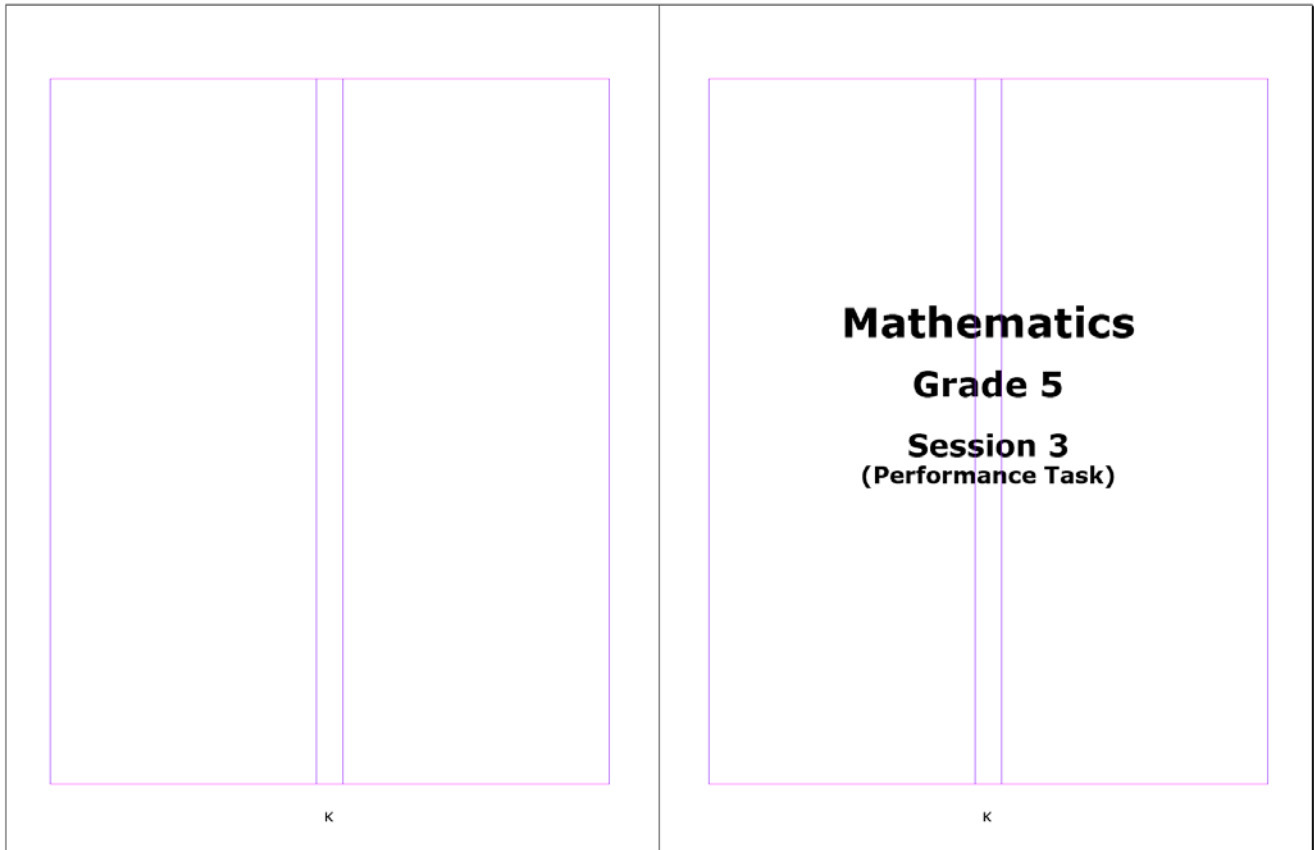 Mathematics
Grade 5
Session 3
(Performance Task)
K
K